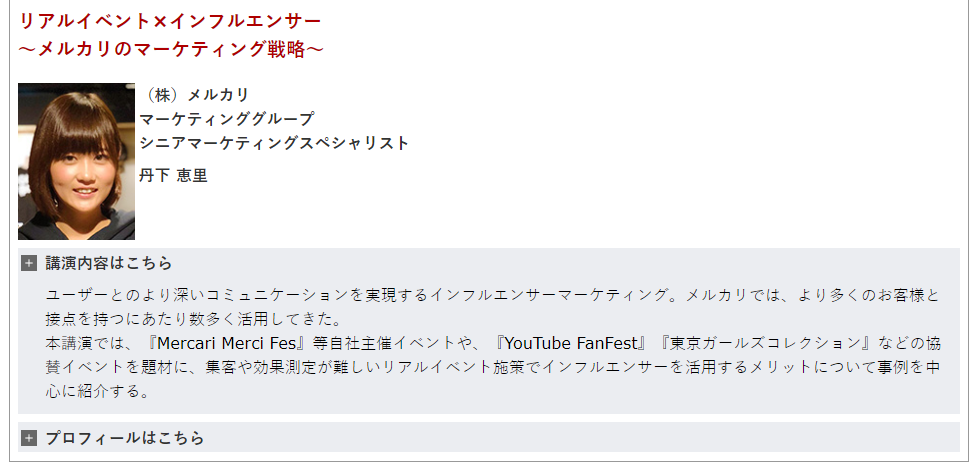 リアルイベント×インフルエンサー
～メルカリのマーケティング戦略～
（株）メルカリ
マーケティンググループ
シニアマーケティングスペシャリスト
丹下 恵里
講演内容はこちら
ユーザーとのより深いコミュニケーションを実現するインフルエンサーマーケティング。メルカリでは、より多くのお客様と
接点を持つにあたり数多く活用してきた。
本講演では、『Mercari Merci Fes』等自社主催イベントや、『YouTube FanFest』『東京ガールズコレクション』などの協
賛イベントを題材に、集客や効果測定が難しいリアルイベント施策でインフルエンサーを活用するメリットについて事例を中
心に紹介する。
プロフィールはこちら